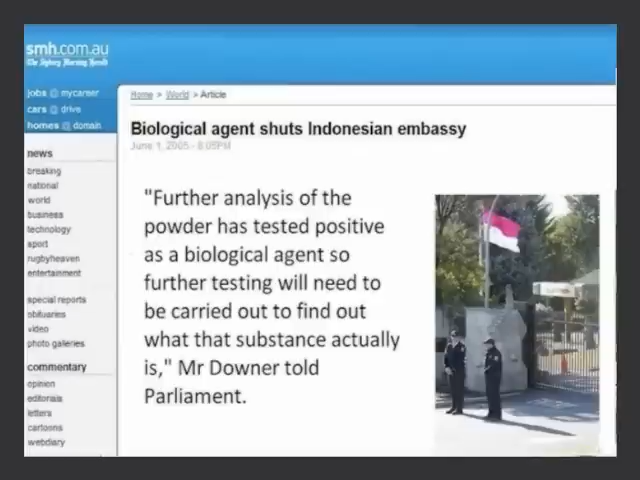 smh.com.au
The Sydney Morning Herald
jobs @ mycareer
cars @ drive
homes @ domain
news
breaking
national
world
business
technology
sport
rugbyheaven
entertainment
special reports
obituaries
video
photo galleries
commentary
opinion
editorials
letters
cartoons
webdiary
Home > World > Article
Biological agent shuts Indonesian embassy
June 1, 2005 - 8:05PM
"Further analysis of the
powder has tested positive
as a biological agent so
further testing will need to
be carried out to find out
what that substance actually
is," Mr Downer told
Parliament.